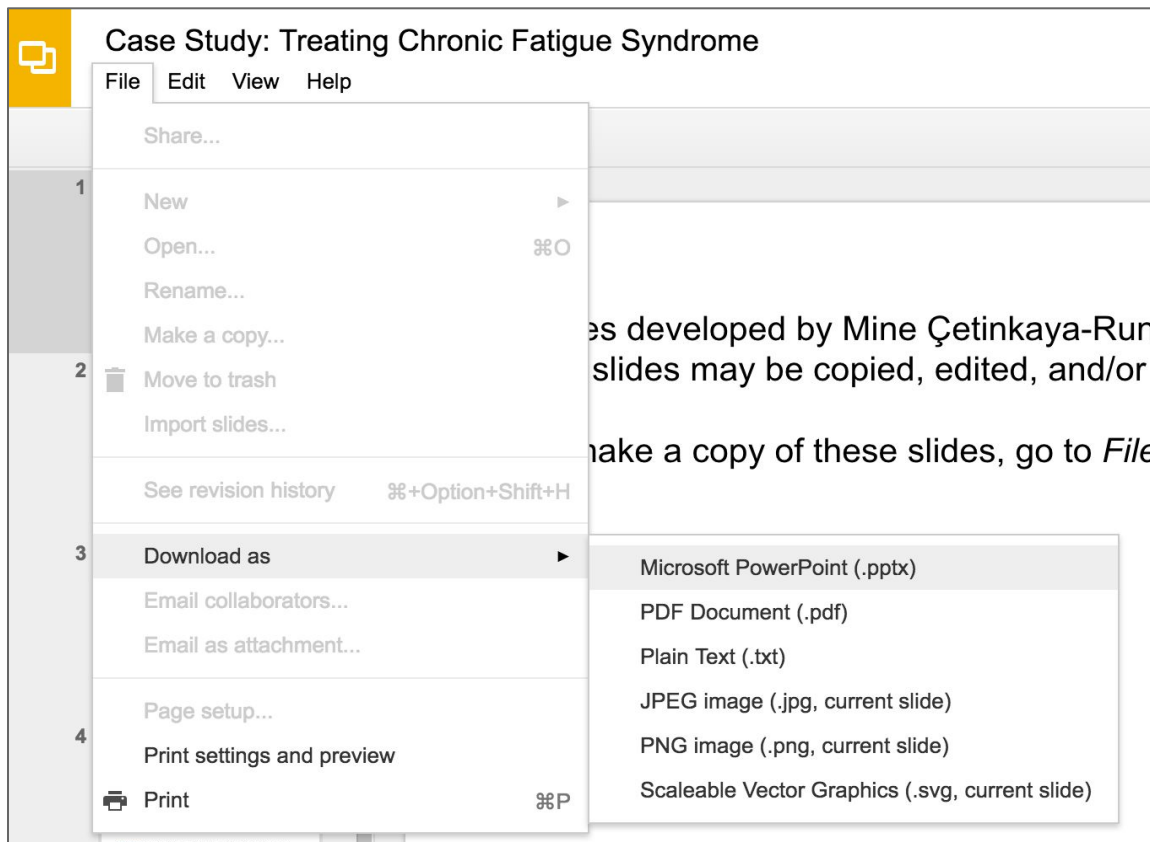 Case Study: Treating Chronic Fatigue Syndrome
File Edit View Help
Share...
1
New
Open... ⌘O
Rename...
Make a copy...
es developed by Mine Çetinkaya-Run
2
Move to trash
slides may be copied, edited, and/or
Import slides...
make a copy of these slides, go to File
See revision history ⌘+Option+Shift+H
3
Download as
Microsoft PowerPoint (.pptx)
Email collaborators...
PDF Document (.pdf)
Email as attachment...
Plain Text (.txt)
Page setup...
JPEG image (.jpg, current slide)
4
Print settings and preview
PNG image (.png, current slide)
Print ⌘P
Scaleable Vector Graphics (.svg, current slide)